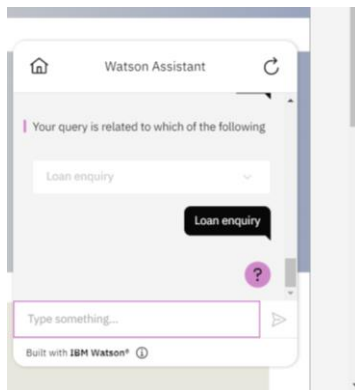 Watson Assistant
Your query is related to which of the following
Loan enquiry
Loan enquiry
?
Type something...
Built with IBM Watson® ⓘ